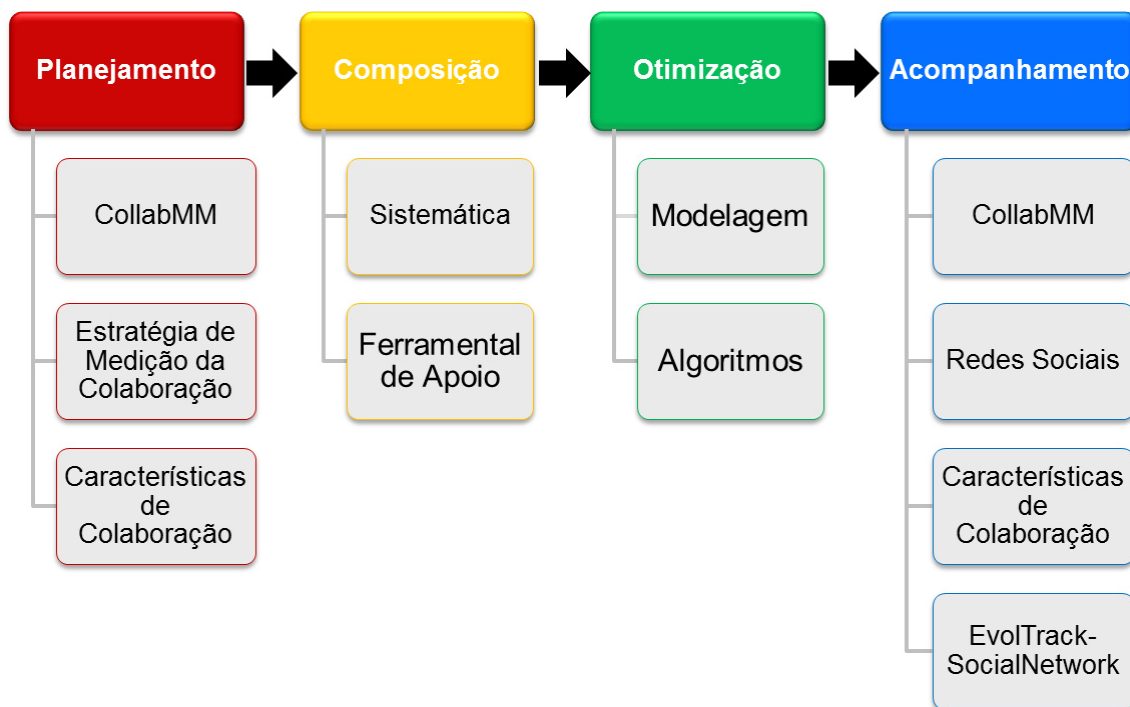 Planejamento
Composição
Otimização
Acompanhamento
CollabMM
Estratégia de
Medição da
Colaboração
Características
de
Colaboração
Sistemática
Ferramental
de Apoio
Modelagem
Algoritmos
CollabMM
Redes Sociais
Características
de
Colaboração
EvolTrack-
SocialNetwork